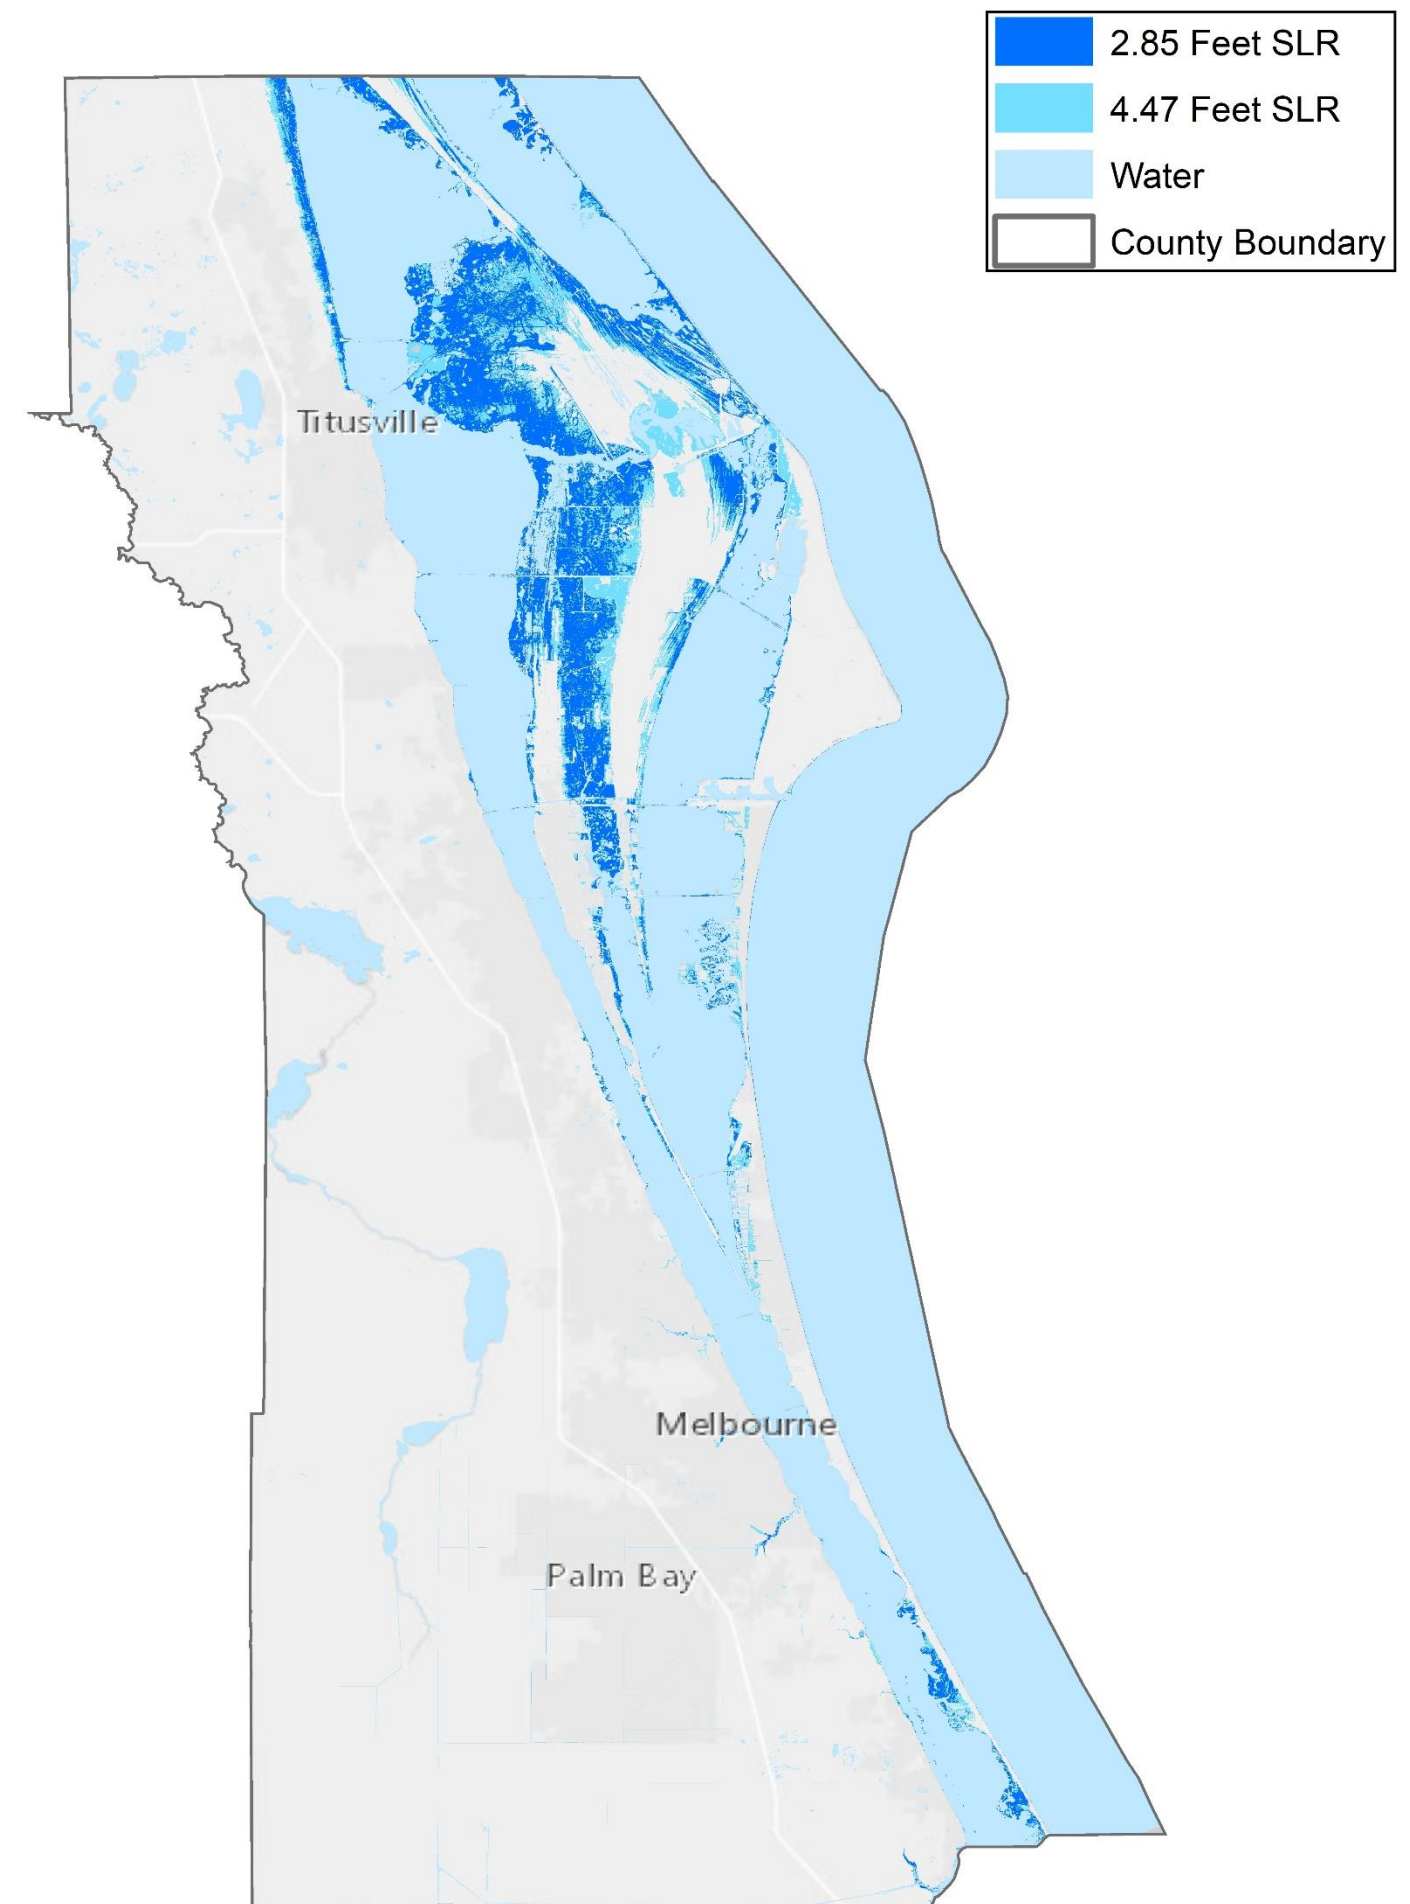 2.85 Feet SLR
4.47 Feet SLR
Water
County Boundary
Titusville
Melbourne
Palm Bay